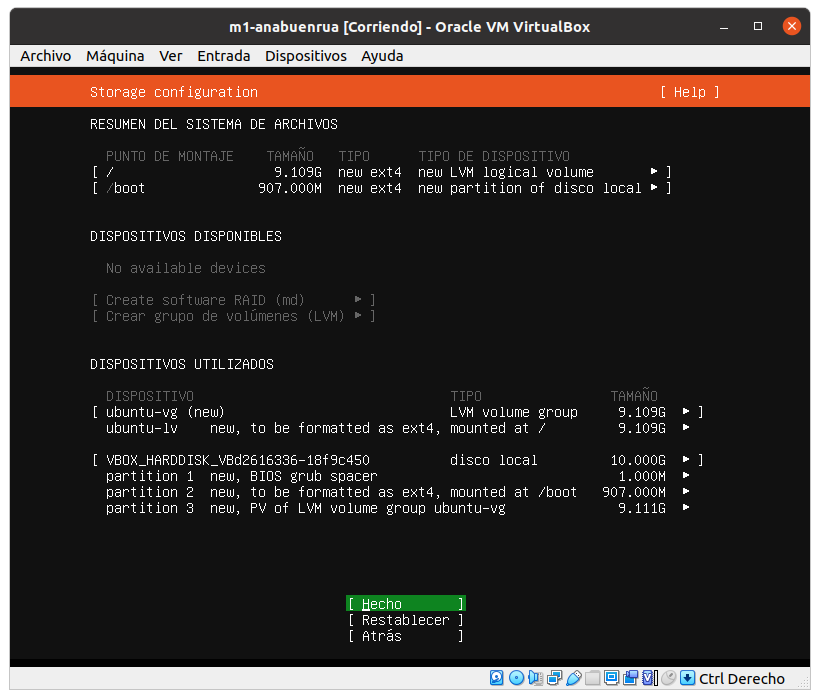 m1-anabuenrua [Corriendo] - Oracle VM VirtualBox
Archivo Máquina Ver Entrada Dispositivos Ayuda
Storage configuration [ Help ]
RESUMEN DEL SISTEMA DE ARCHIVOS
PUNTO DE MONTAJE TAMAÑO TIPO TIPO DE DISPOSITIVO
[ / 9.109G new ext4 new LVM logical volume ▸ ]
[ /boot 907.000M new ext4 new partition of disco local ▸ ]
DISPOSITIVOS DISPONIBLES
No available devices
[ Create software RAID (md) ▸ ]
[ Crear grupo de volúmenes (LVM) ▸ ]
DISPOSITIVOS UTILIZADOS
DISPOSITIVO TIPO TAMAÑO
[ ubuntu-vg (new) LVM volume group 9.109G ▸ ]
ubuntu-lv new, to be formatted as ext4, mounted at / 9.109G ▸
[ VBOX_HARDDISK_VBd2616336-18f9c450 disco local 10.000G ▸ ]
partition 1 new, BIOS grub spacer 1.000M ▸
partition 2 new, to be formatted as ext4, mounted at /boot 907.000M ▸
partition 3 new, PV of LVM volume group ubuntu-vg 9.111G ▸
[ Hecho ]
[ Restablecer ]
[ Atrás ]
Ctrl Derecho